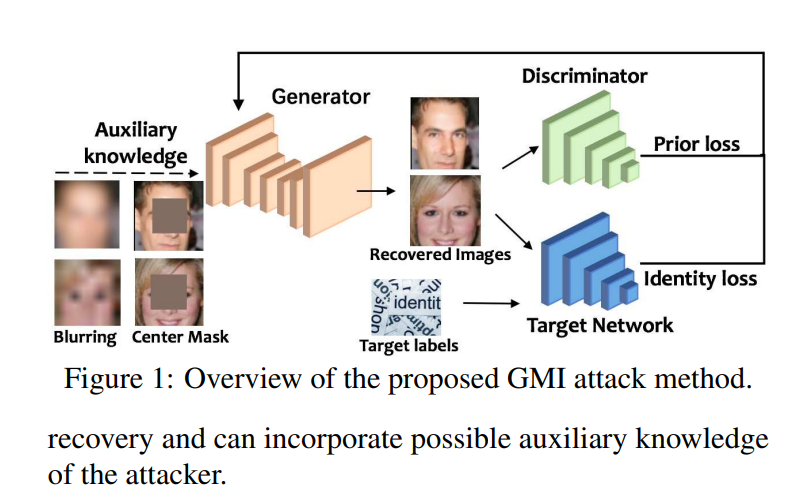 Auxiliary
knowledge
Generator
Discriminator
Prior loss
Recovered Images
identit
Identity loss
Target Network
Target labels
Blurring
Center Mask
Figure 1: Overview of the proposed GMI attack method.
recovery and can incorporate possible auxiliary knowledge
of the attacker.